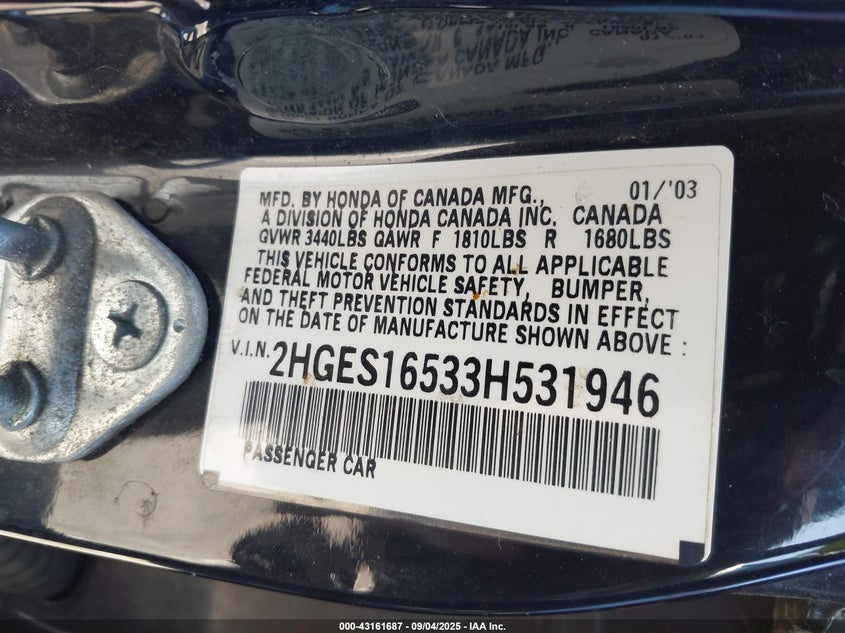 MFD. BY HONDA OF CANADA MFG., 01/'03
A DIVISION OF HONDA CANADA INC. CANADA
GVWR 3440LBS GAWR F 1810LBS R 1680LBS
THIS VEHICLE CONFORMS TO ALL APPLICABLE
FEDERAL MOTOR VEHICLE SAFETY, BUMPER,
AND THEFT PREVENTION STANDARDS IN EFFECT
ON THE DATE OF MANUFACTURE SHOWN ABOVE :
V.I.N. 2HGES16533H531946
PASSENGER CAR
000-43161687 - 09/04/2025 - IAA Inc.